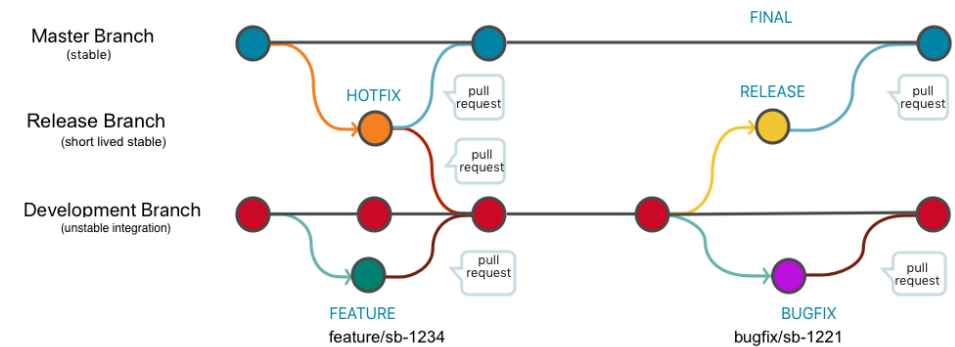 FINAL
Master Branch
(stable)
HOTFIX
pull
request
RELEASE
pull
request
Release Branch
(short lived stable)
pull
request
Development Branch
(unstable integration)
pull
request
pull
request
FEATURE
BUGFIX
feature/sb-1234
bugfix/sb-1221